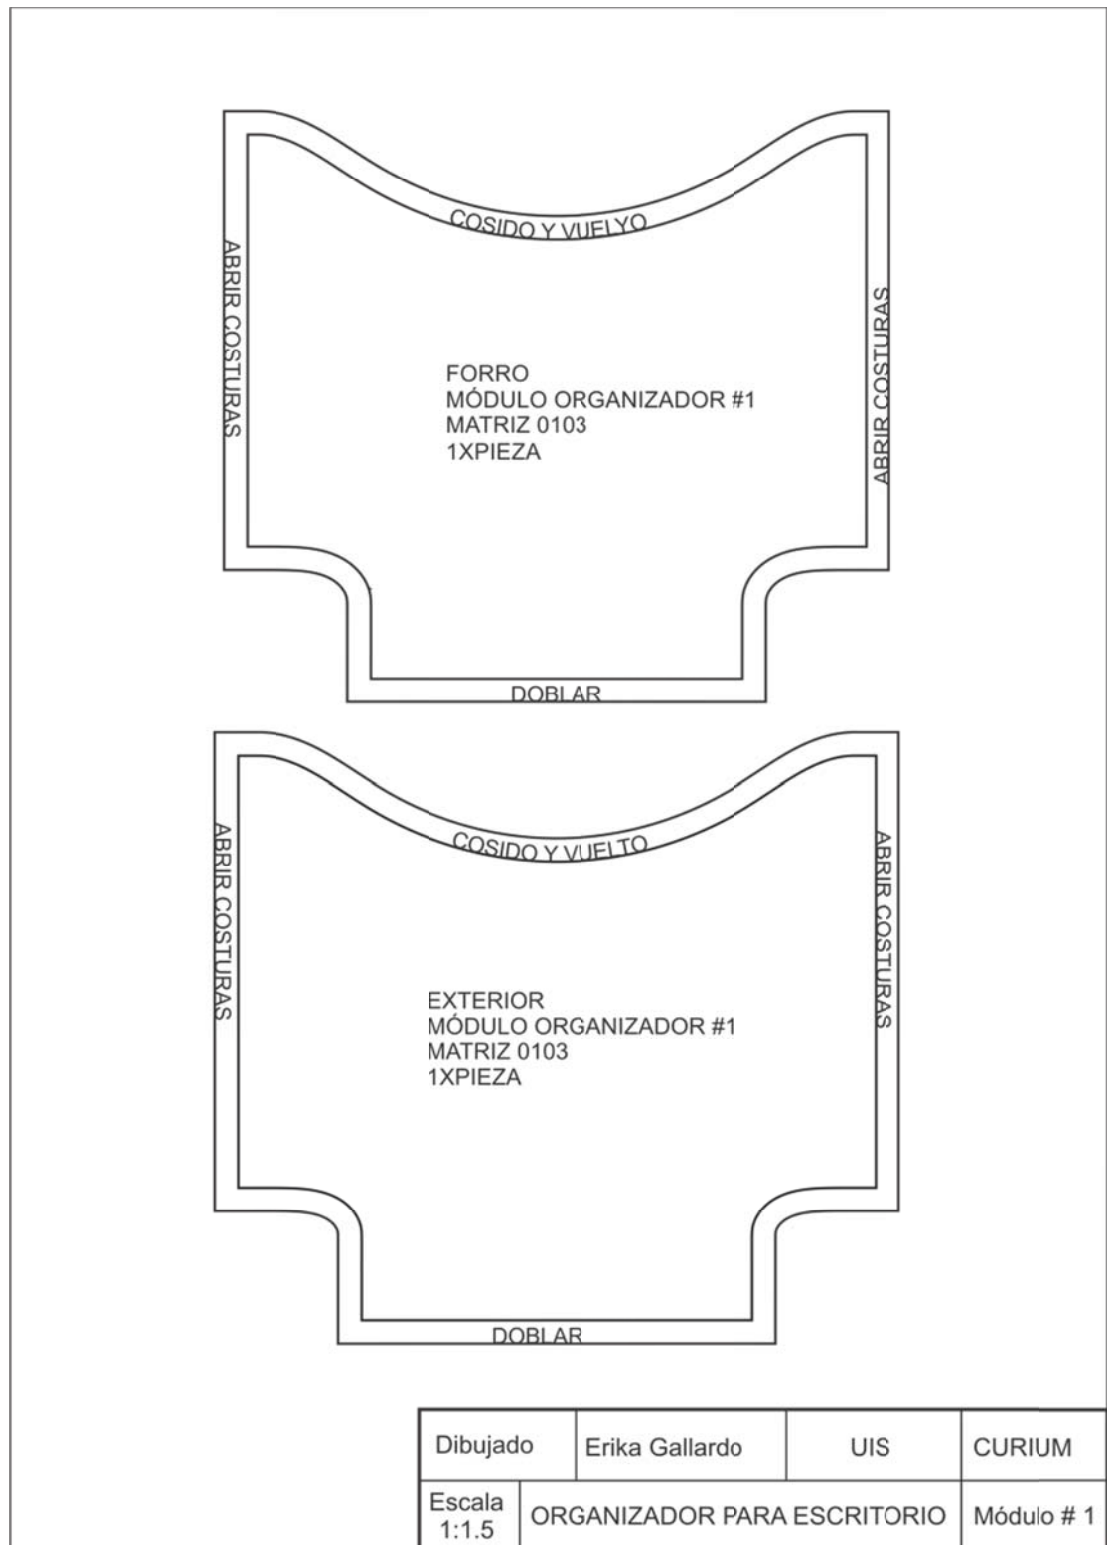 COSIDO Y VUELYO
ABRIR COSTURAS
ABRIR COSTURAS
FORRO
MÓDULO ORGANIZADOR #1
MATRIZ 0103
1XPIEZA
DOBLAR
COSIDO Y VUELTO
ABRIR COSTURAS
ABRIR COSTURAS
EXTERIOR
MÓDULO ORGANIZADOR #1
MATRIZ 0103
1XPIEZA
DOBLAR
Dibujado Erika Gallardo UIS CURIUM
Escala
1:1.5
ORGANIZADOR PARA ESCRITORIO Módulo # 1